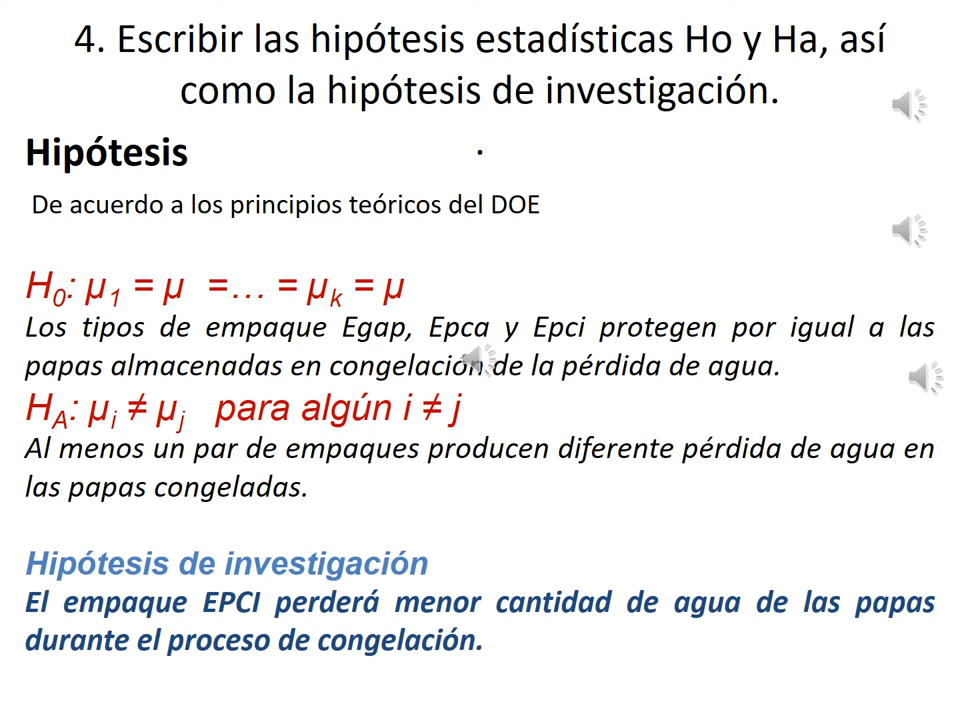 4. Escribir las hipótesis estadísticas Ho y Ha, así
como la hipótesis de investigación.
Hipótesis
.
De acuerdo a los principios teóricos del DOE
H0: µ1 = µ =… = µk = µ
Los tipos de empaque Egap, Epca y Epci protegen por igual a las
papas almacenadas en congelación de la pérdida de agua.
HA: µi ≠ µj para algún i ≠ j
Al menos un par de empaques producen diferente pérdida de agua en
las papas congeladas.
Hipótesis de investigación
El empaque EPCI perderá menor cantidad de agua de las papas
durante el proceso de congelación.